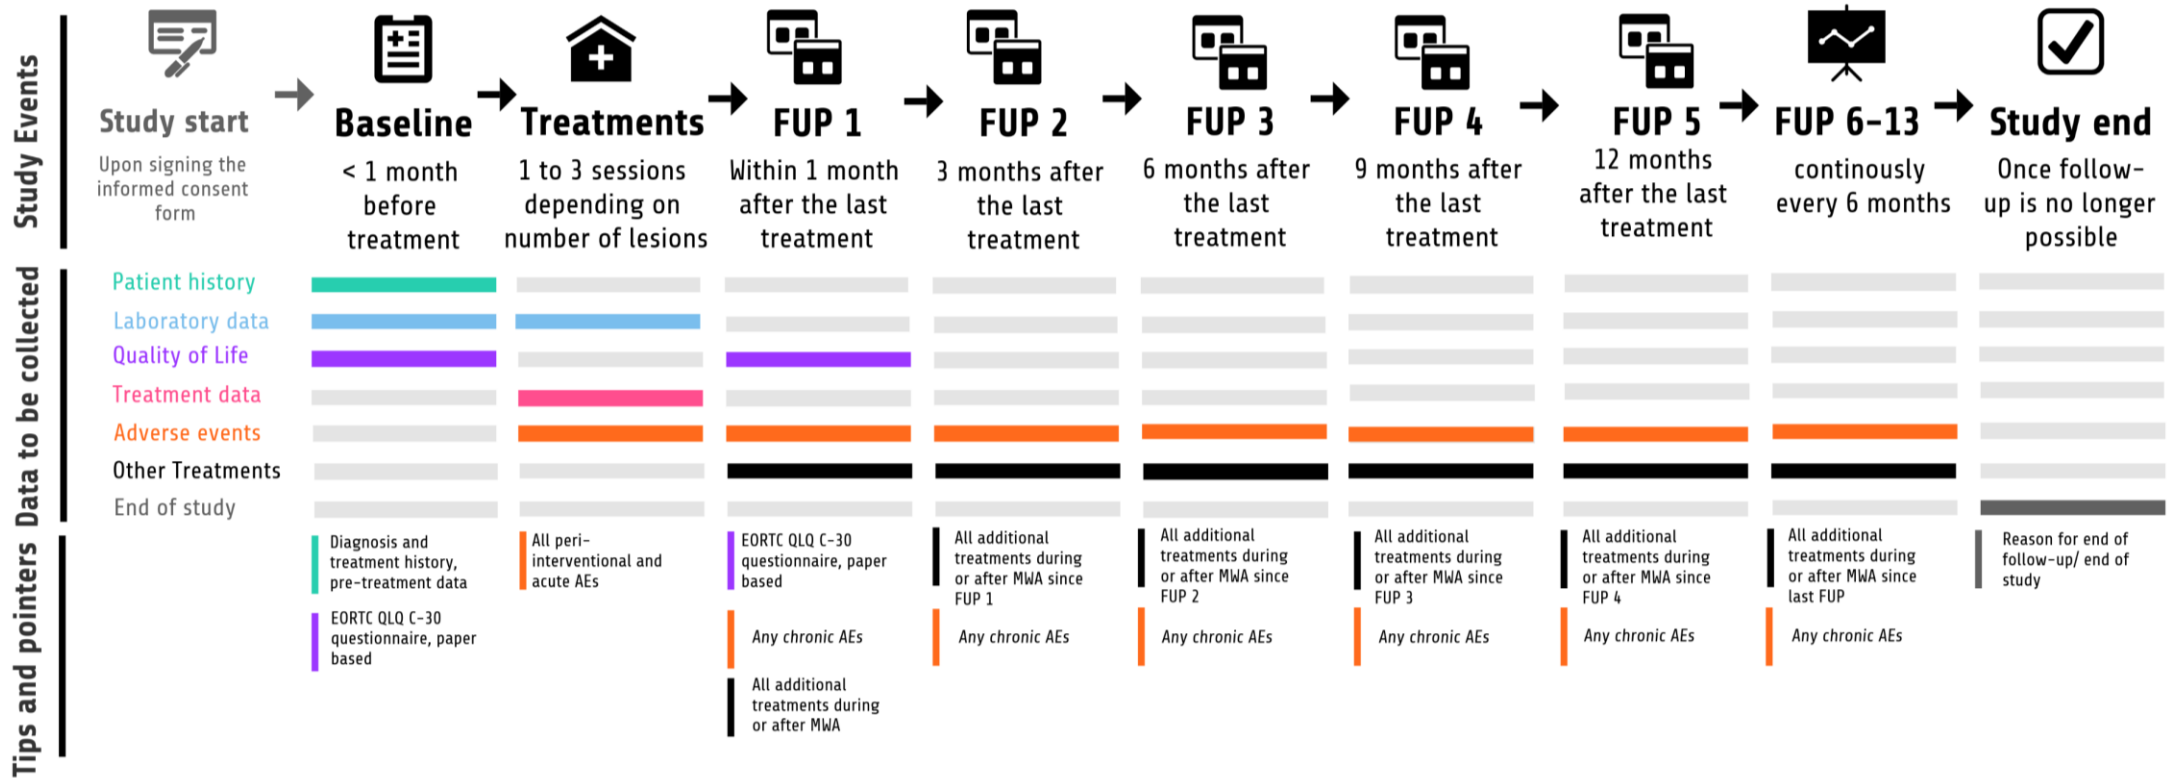 Study Events
Study start
Upon signing the
informed consent
form
Baseline
< 1 month
before
treatment
Treatments
1 to 3 sessions
depending on
number of lesions
FUP 1
Within 1 month
after the last
treatment
FUP 2
3 months after
the last
treatment
FUP 3
6 months after
the last
treatment
FUP 4
9 months after
the last
treatment
FUP 5
12 months
after the last
treatment
FUP 6-13
continously
every 6 months
Study end
Once follow-
up is no longer
possible
Data to be collected
Patient history
Laboratory data
Quality of Life
Treatment data
Adverse events
Other Treatments
End of study
Tips and pointers
Diagnosis and
treatment history,
pre-treatment data
EORTC QLQ C-30
questionnaire, paper
based
All peri-
interventional and
acute AEs
EORTC QLQ C-30
questionnaire, paper
based
Any chronic AEs
All additional
treatments during
or after MWA
All additional
treatments during
or after MWA since
FUP 1
Any chronic AEs
All additional
treatments during
or after MWA since
FUP 2
Any chronic AEs
All additional
treatments during
or after MWA since
FUP 3
Any chronic AEs
All additional
treatments during
or after MWA since
FUP 4
Any chronic AEs
All additional
treatments during
or after MWA since
last FUP
Any chronic AEs
Reason for end of
follow-up/ end of
study